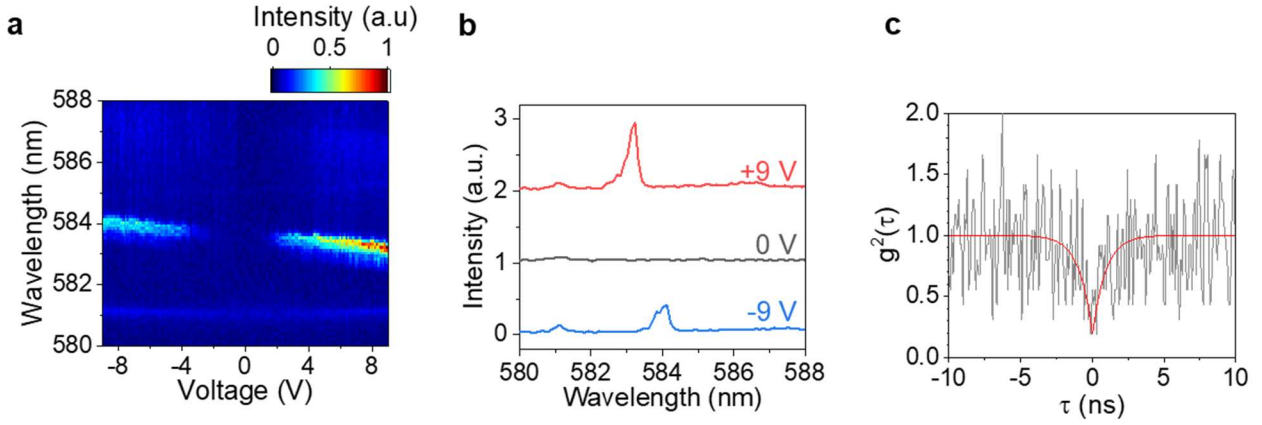 a
Intensity (a.u)
0 0.5 1
588
586
584
582
580
Wavelength (nm)
-8 -4 0 4 8
Voltage (V)
b
3
2
1
0
Intensity (a.u.)
+9 V
0 V
-9 V
580 582 584 586 588
Wavelength (nm)
c
2.0
1.5
1.0
0.5
0.0
g²(τ)
-10 -5 0 5 10
τ (ns)